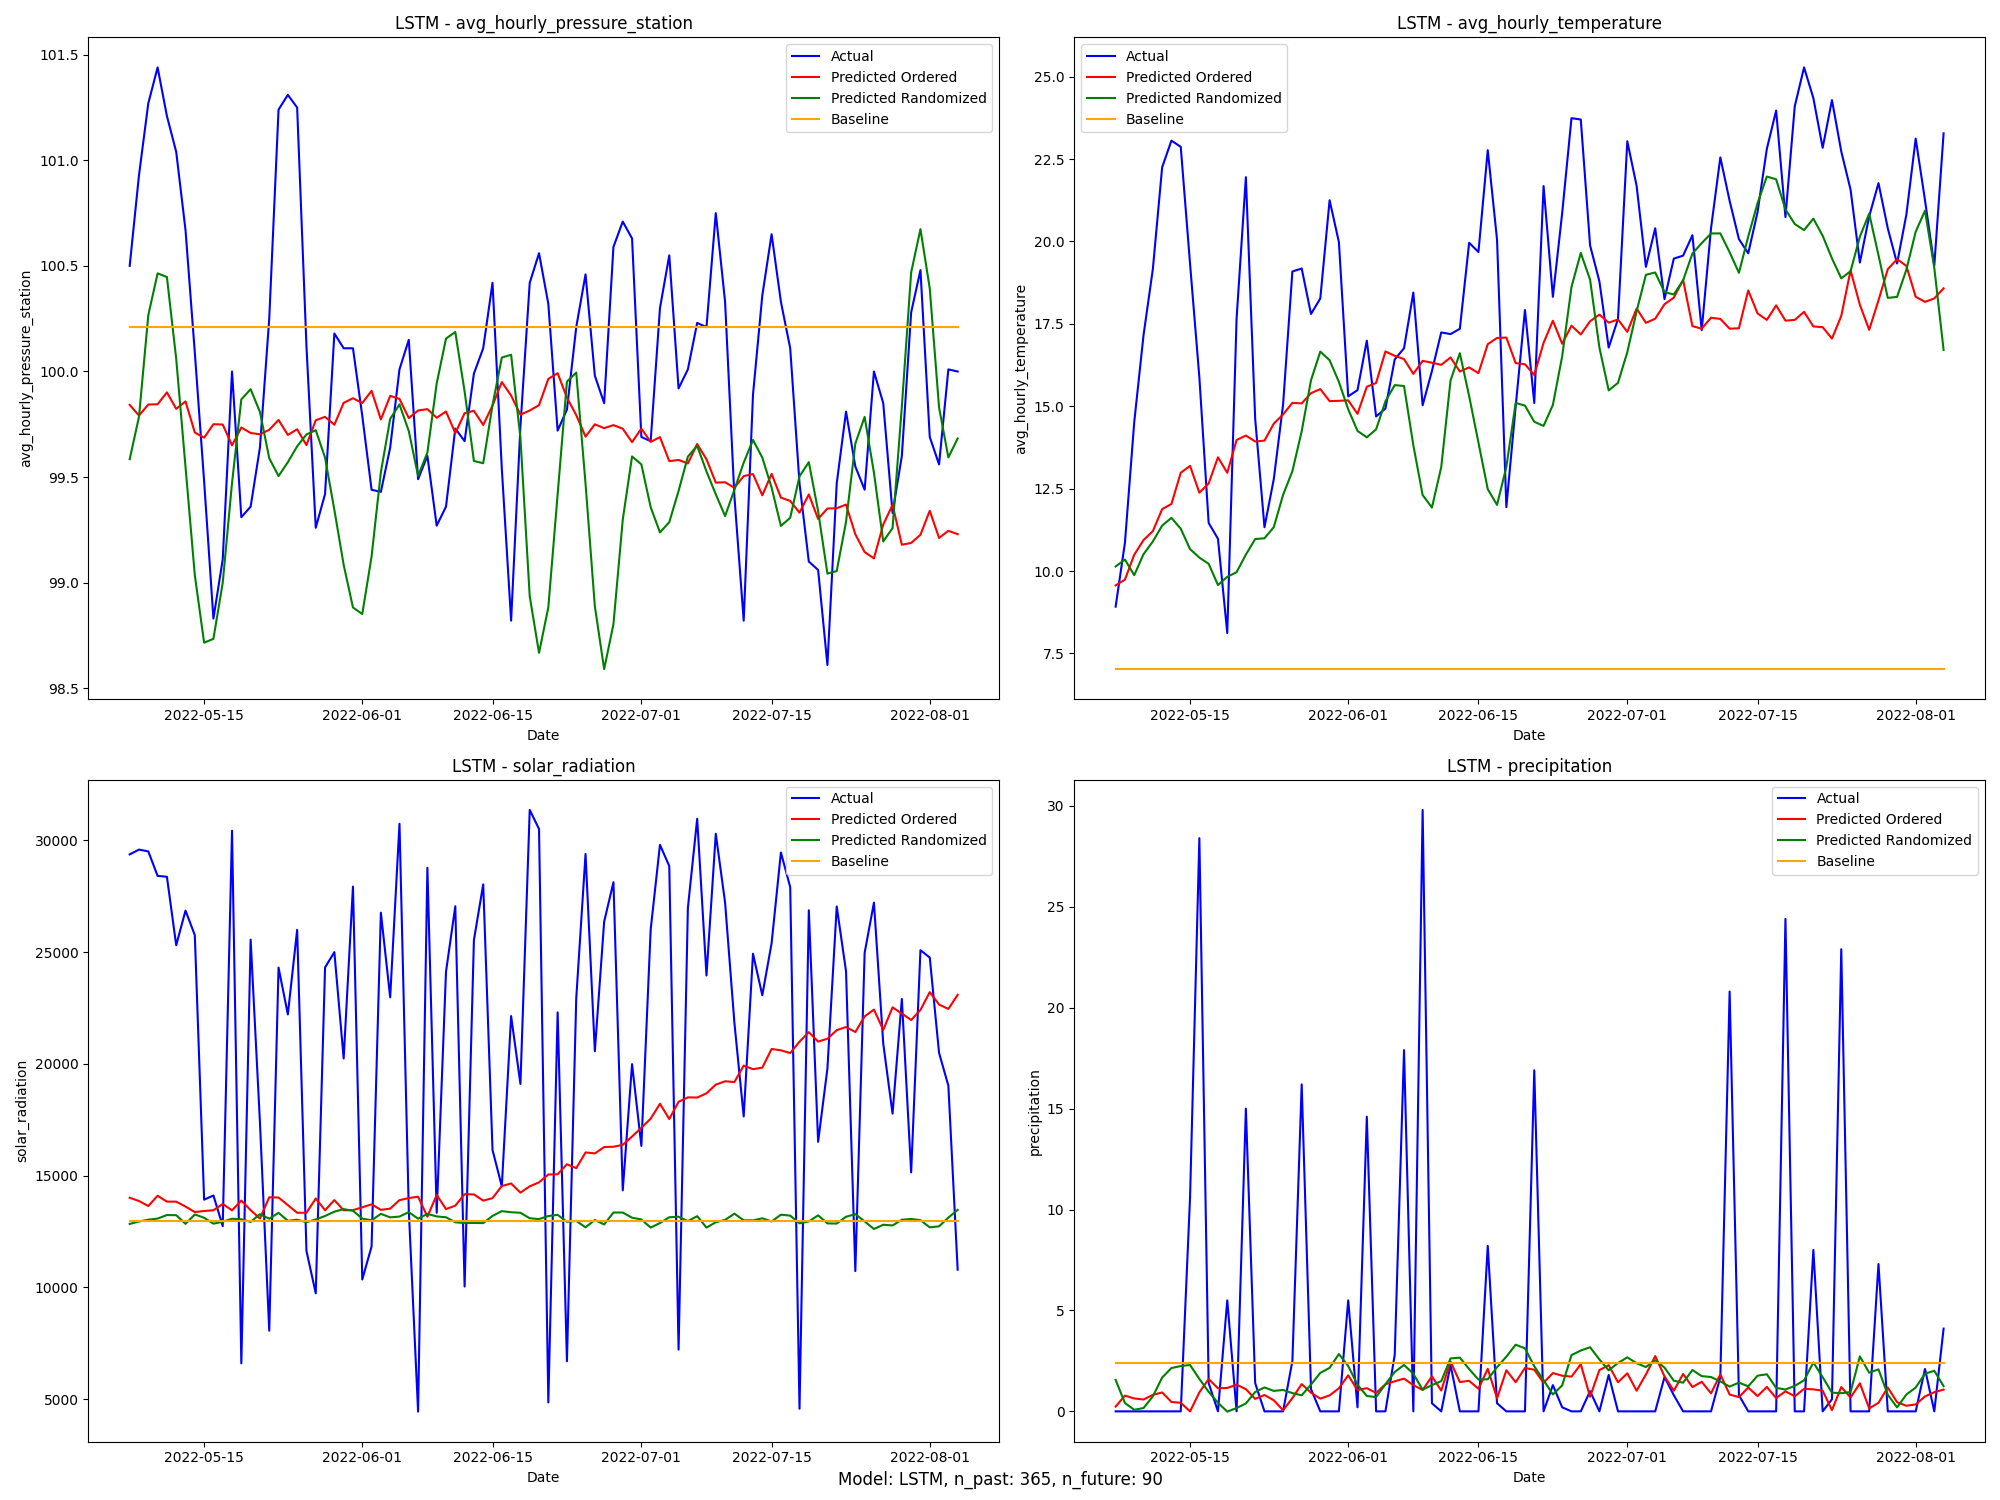 LSTM - avg_hourly_pressure_station
avg_hourly_pressure_station
101.5
101.0
100.5
100.0
99.5
99.0
98.5
Actual
Predicted Ordered
Predicted Randomized
Baseline
2022-05-15 2022-06-01 2022-06-15 2022-07-01 2022-07-15 2022-08-01
Date
LSTM - avg_hourly_temperature
avg_hourly_temperature
25.0
22.5
20.0
17.5
15.0
12.5
10.0
7.5
Actual
Predicted Ordered
Predicted Randomized
Baseline
2022-05-15 2022-06-01 2022-06-15 2022-07-01 2022-07-15 2022-08-01
Date
LSTM - solar_radiation
solar_radiation
30000
25000
20000
15000
10000
5000
Actual
Predicted Ordered
Predicted Randomized
Baseline
2022-05-15 2022-06-01 2022-06-15 2022-07-01 2022-07-15 2022-08-01
Date
LSTM - precipitation
precipitation
30
25
20
15
10
5
0
Actual
Predicted Ordered
Predicted Randomized
Baseline
2022-05-15 2022-06-01 2022-06-15 2022-07-01 2022-07-15 2022-08-01
Date
Model: LSTM, n_past: 365, n_future: 90